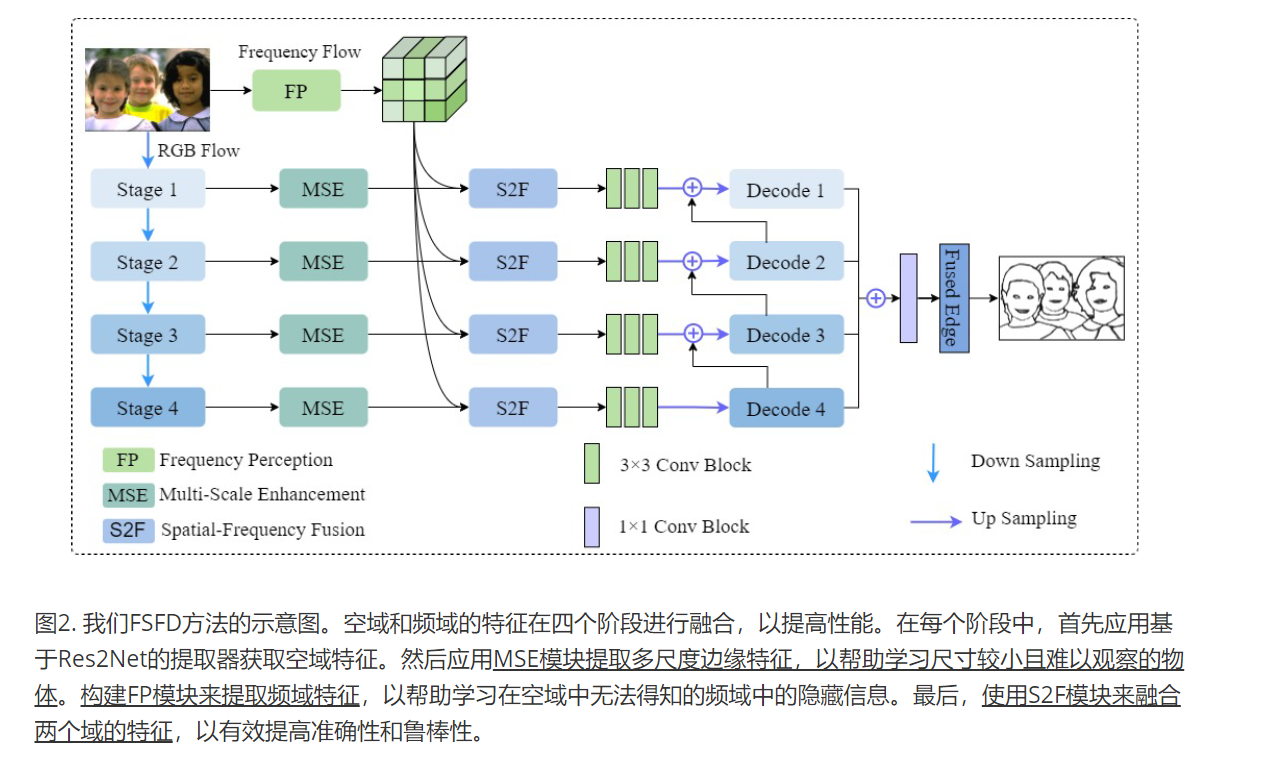 Frequency Flow
FP
RGB Flow
Stage 1
MSE
S2F
Decode 1
Stage 2
MSE
S2F
Decode 2
Stage 3
MSE
S2F
Decode 3
Stage 4
MSE
S2F
Decode 4
Fused Edge
FP Frequency Perception
MSE Multi-Scale Enhancement
S2F Spatial-Frequency Fusion
3×3 Conv Block
1×1 Conv Block
Down Sampling
Up Sampling
图2. 我们FSFD方法的示意图。空域和频域的特征在四个阶段进行融合，以提高性能。在每个阶段中，首先应用基
于Res2Net的提取器获取空域特征。然后应用MSE模块提取多尺度边缘特征，以帮助学习尺寸较小且难以观察的物
体。构建FP模块来提取频域特征，以帮助学习在空域中无法得知的频域中的隐藏信息。最后，使用S2F模块来融合
两个域的特征，以有效提高准确性和鲁棒性。